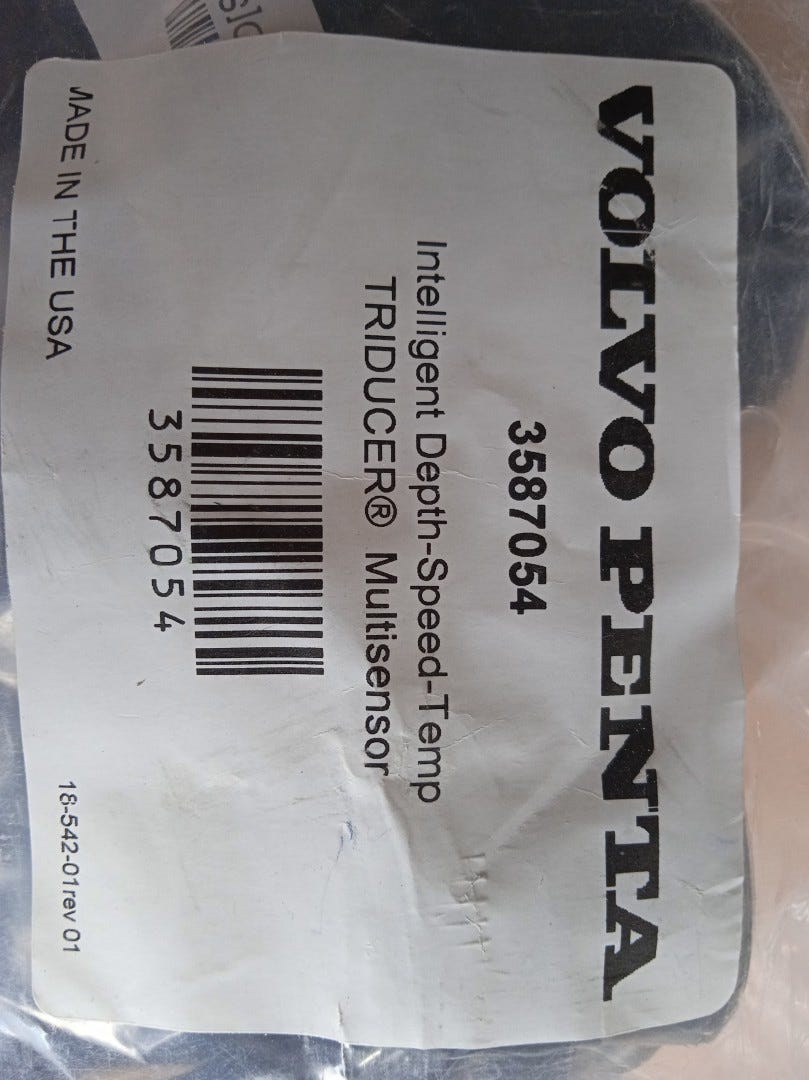 VOLVO PENTA
3587054
Intelligent Depth-Speed-Temp
TRIDUCER® Multisensor
3587054
MADE IN THE USA
18-542-01rev 01